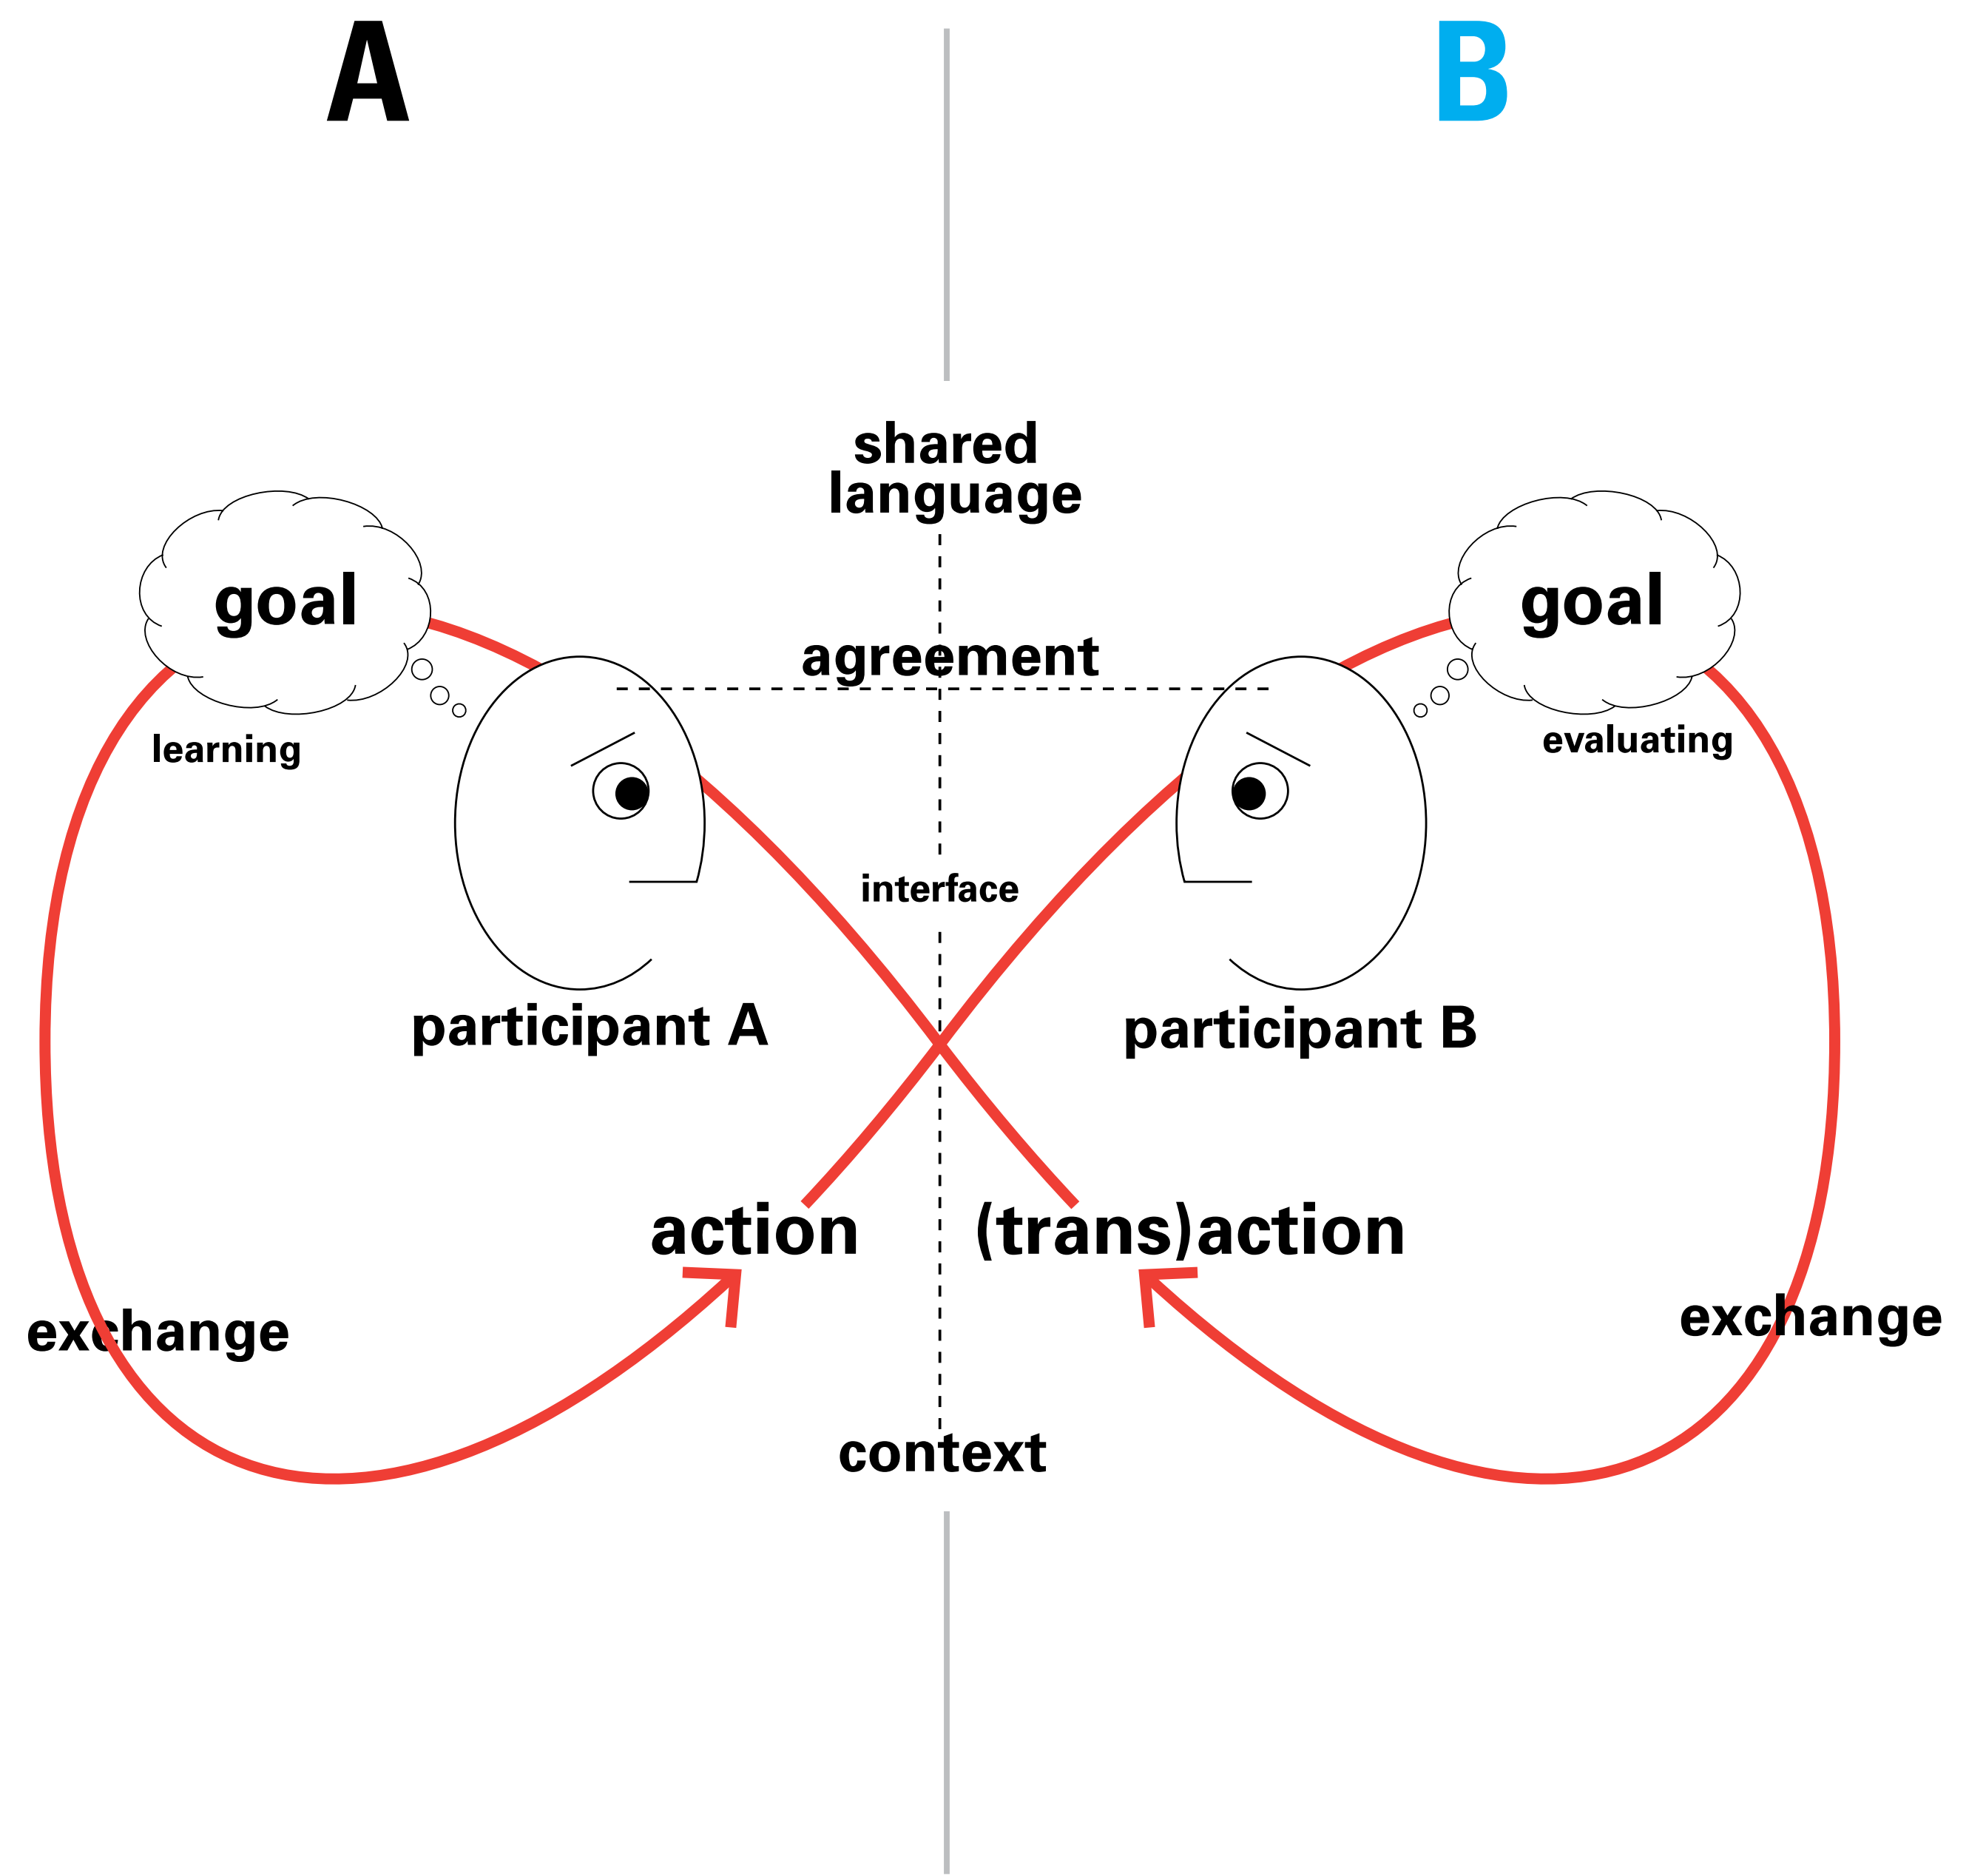 A
B
shared
language
goal
goal
agreement
learning
evaluating
interface
participant A
participant B
action
(trans)action
exchange
exchange
context